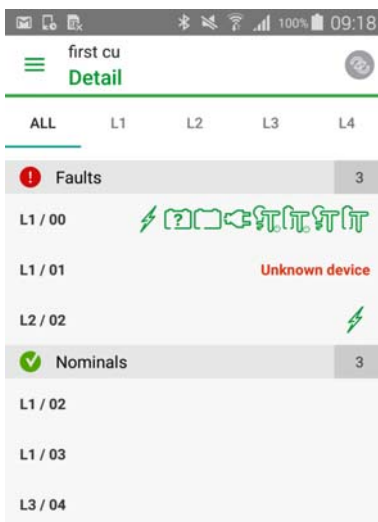 100% 09:18
first cu
Detail
ALL L1 L2 L3 L4
! Faults 3
L1 / 00 ?
L1 / 01 Unknown device
L2 / 02
Nominals 3
L1 / 02
L1 / 03
L3 / 04